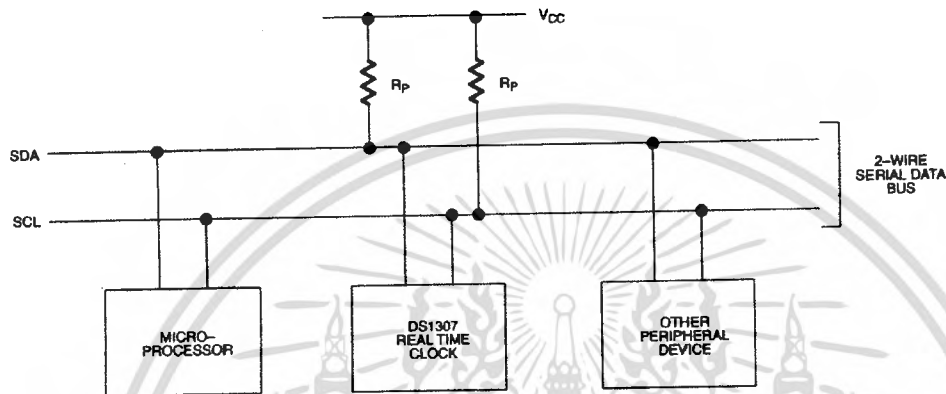 VCC
RP
RP
SDA
2-WIRE
SERIAL DATA
BUS
SCL
MICRO-
PROCESSOR
DS1307
REAL TIME
CLOCK
OTHER
PERIPHERAL
DEVICE